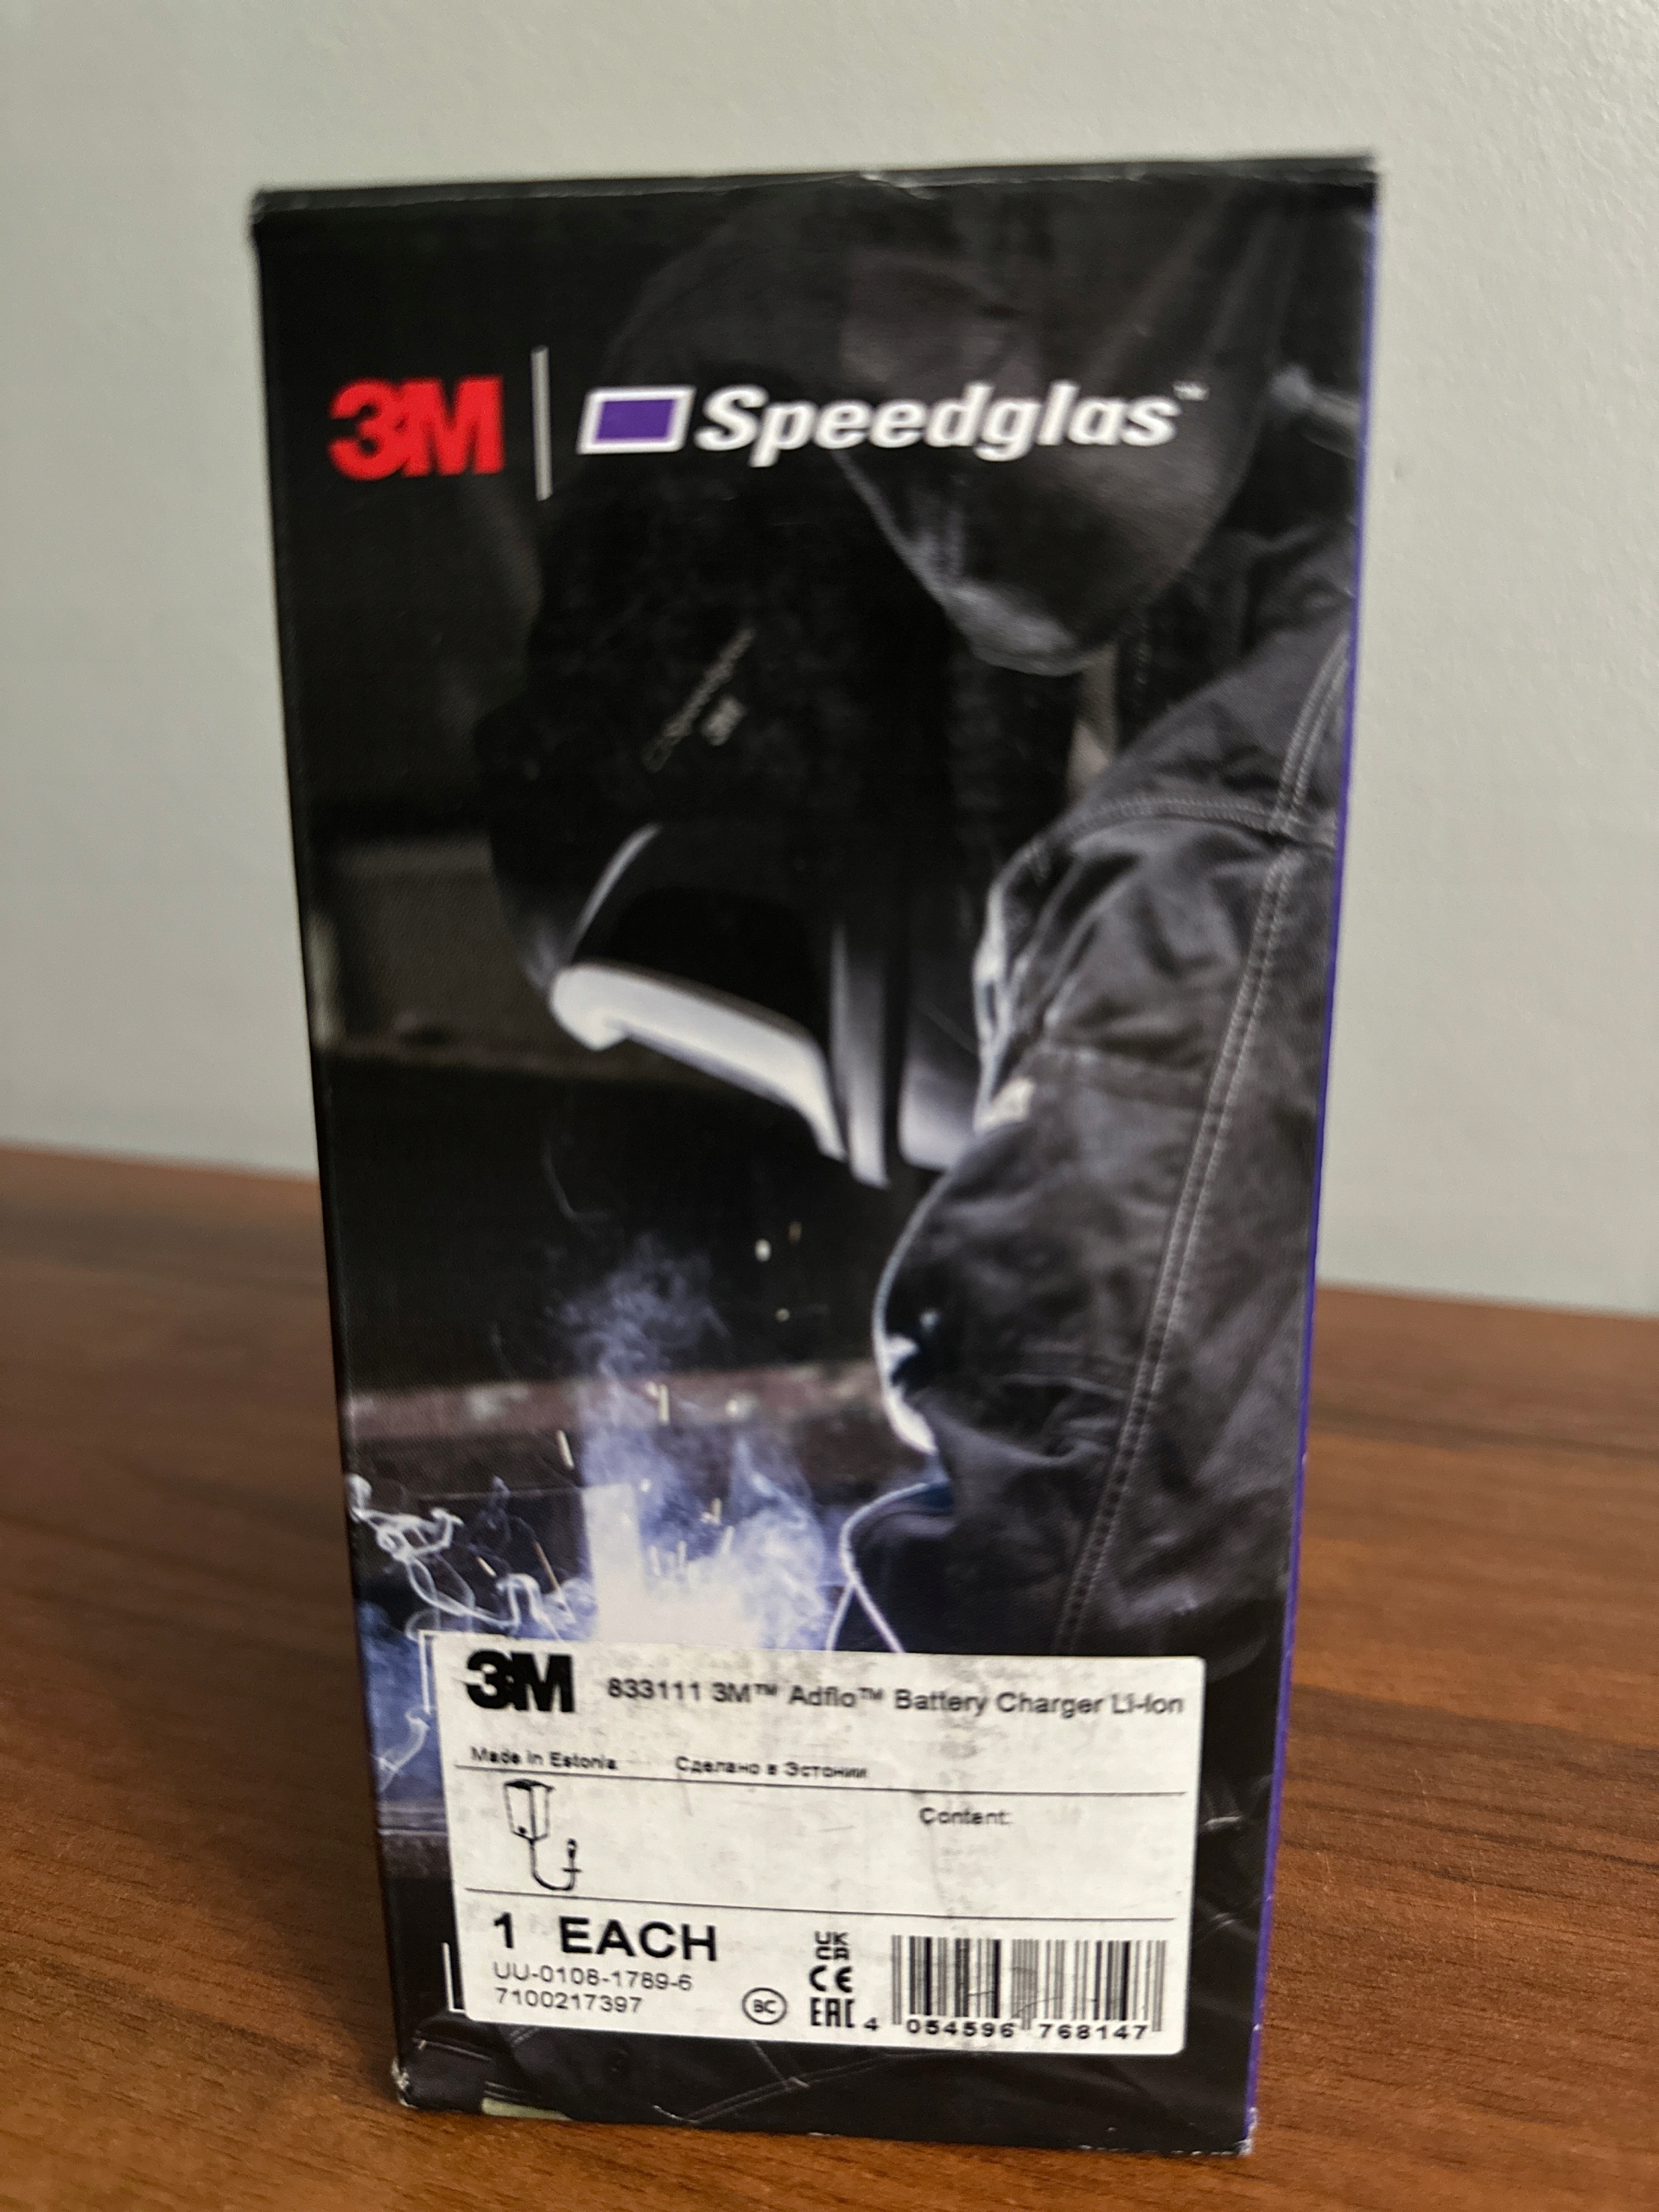 3M Speedglas™
3M 833111 3M™ Adflo™ Battery Charger Li-Ion
Made in Estonia Сделано в Эстонии
Content:
1 EACH
UU-0108-1789-6
7100217397
BC
UK
CA
CE
EAC
4 054596 768147